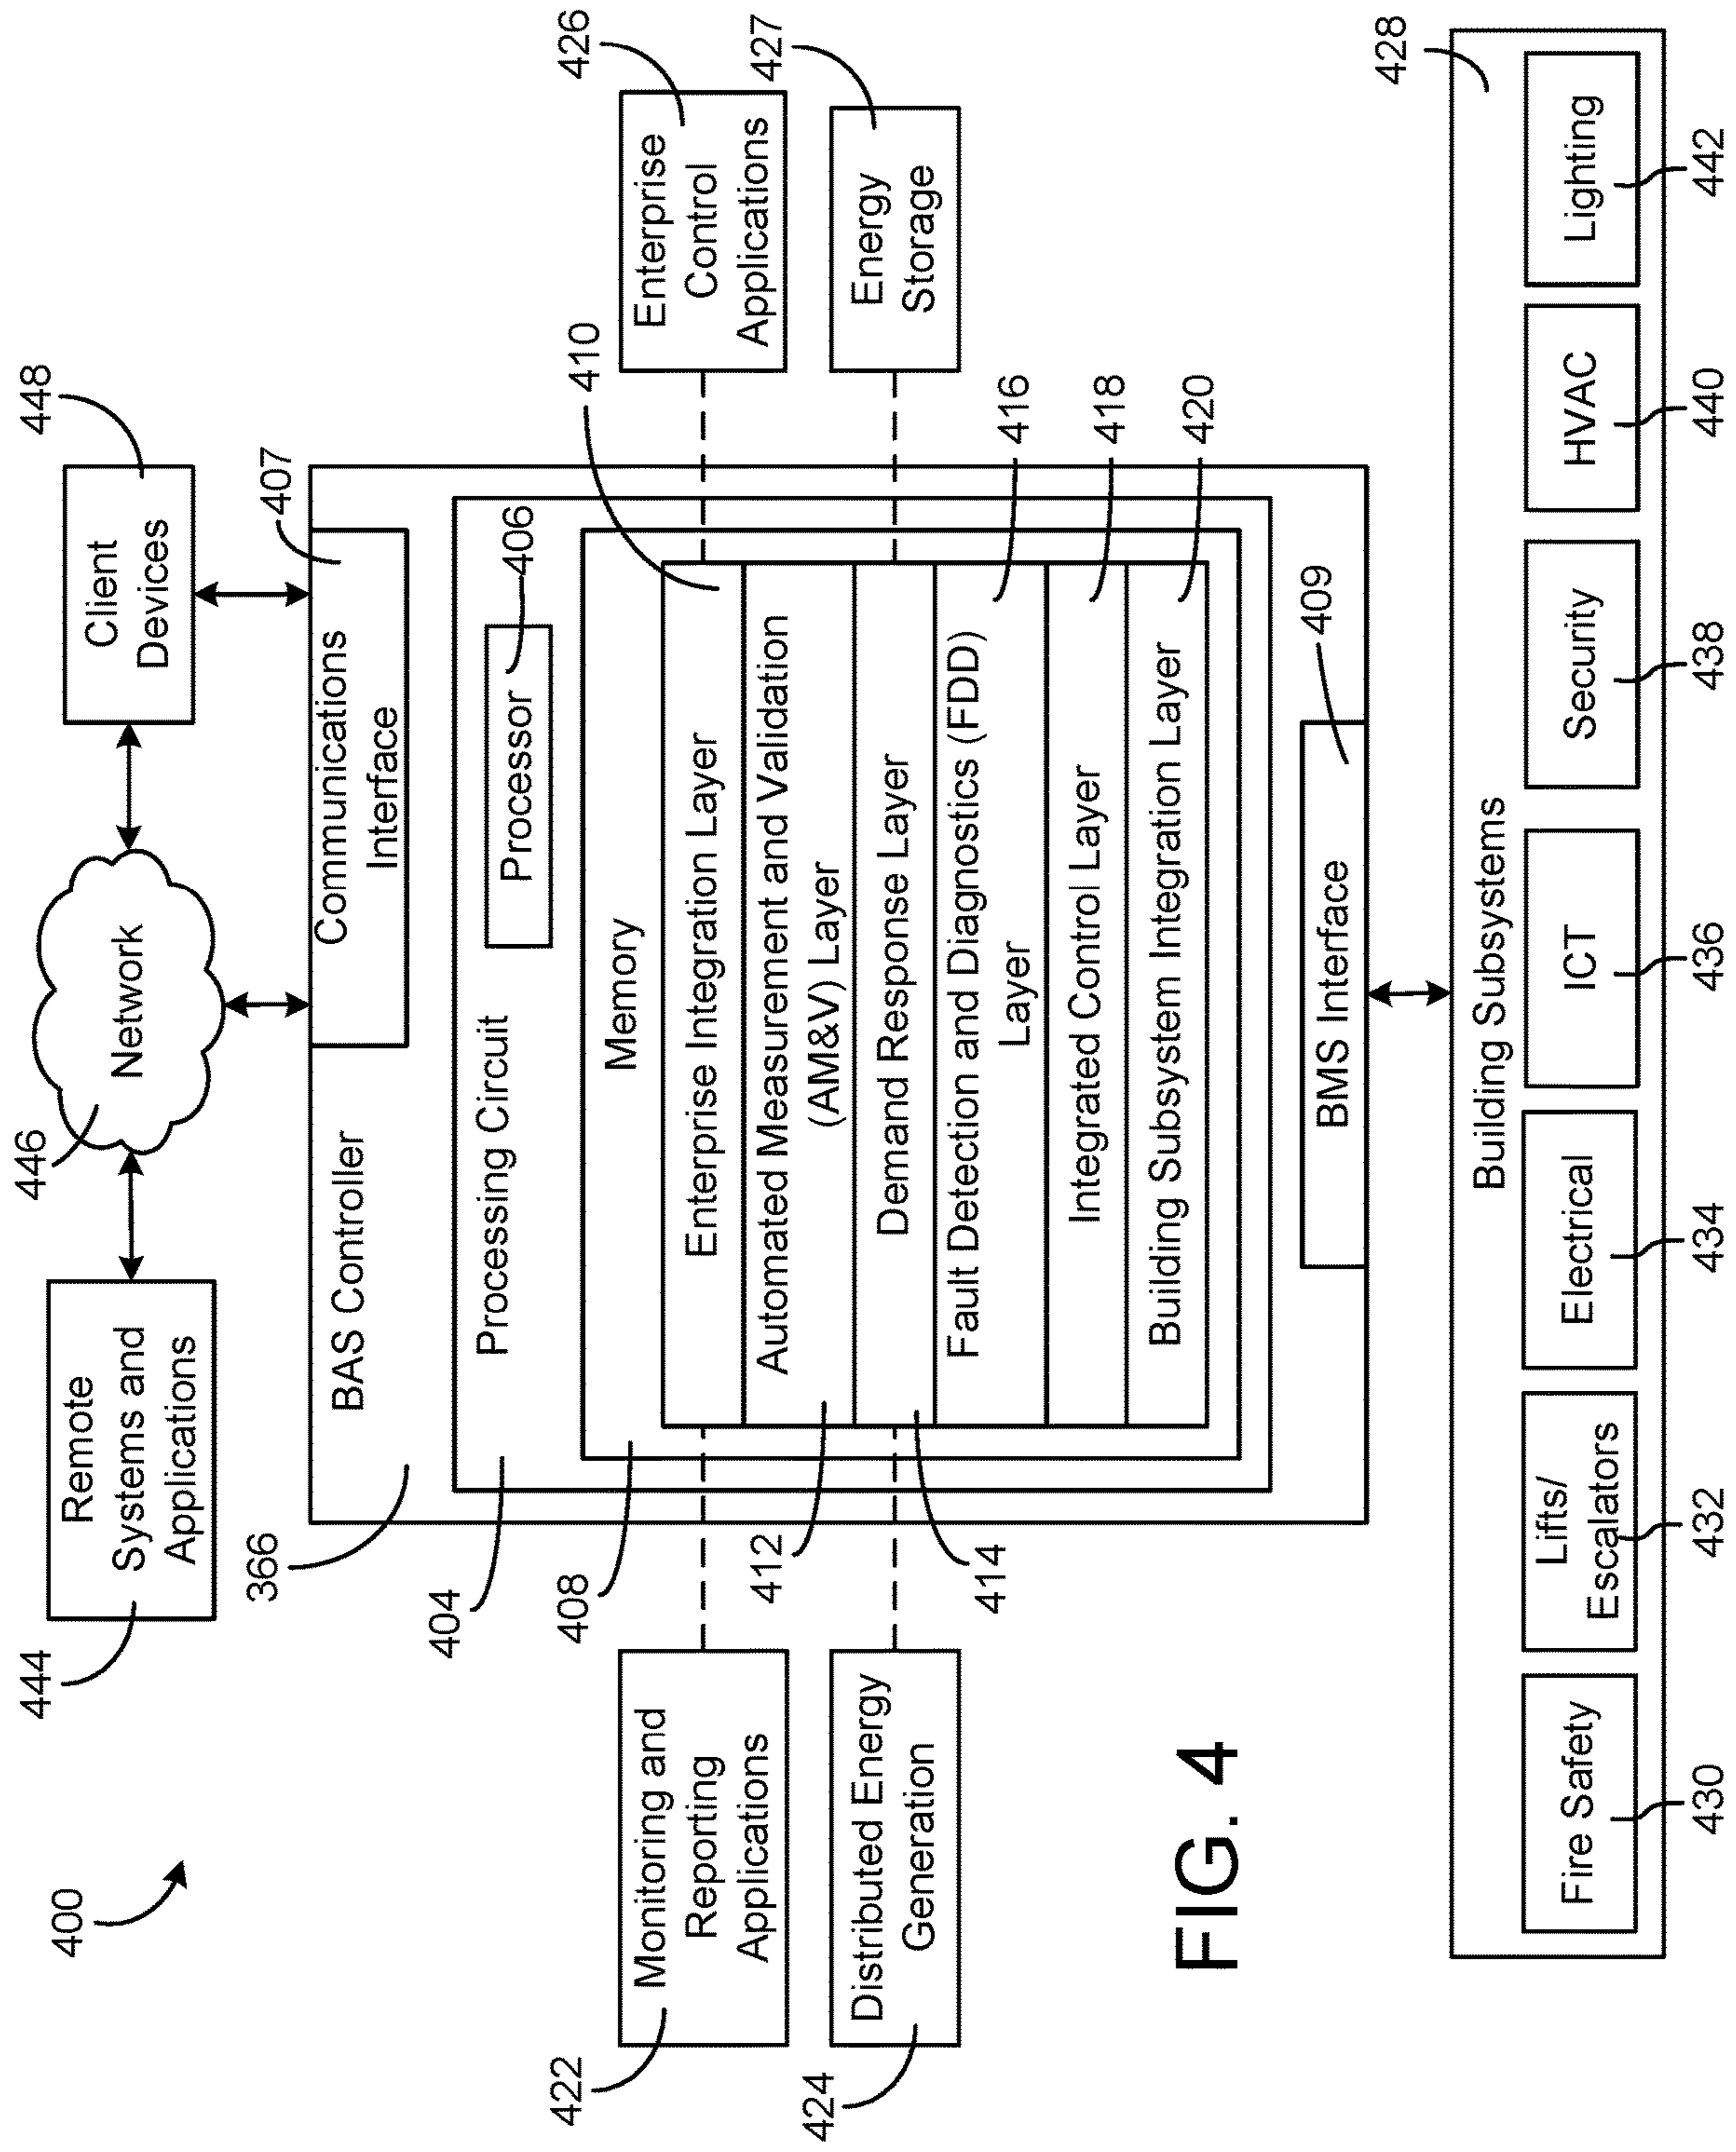 400
444
Remote
Systems and
Applications
446
Network
448
Client
Devices
366
BAS Controller
407
Communications
Interface
404
Processing Circuit
Processor
406
408
Memory
410
Enterprise Integration Layer
Automated Measurement and Validation
(AM&V) Layer
412
Demand Response Layer
414
Fault Detection and Diagnostics (FDD)
Layer
416
Integrated Control Layer
418
Building Subsystem Integration Layer
420
422
Monitoring and
Reporting
Applications
424
Distributed Energy
Generation
426
Enterprise
Control
Applications
427
Energy
Storage
BMS Interface
409
FIG. 4
Building Subsystems
428
Fire Safety
Lifts/
Escalators
Electrical
ICT
Security
HVAC
Lighting
430
432
434
436
438
440
442